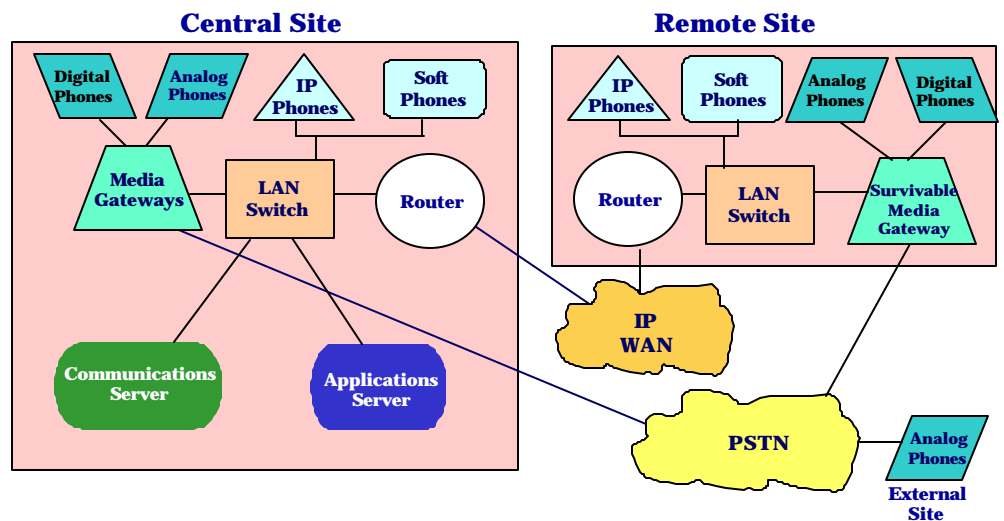 Central Site
Digital
Phones
Analog
Phones
IP
Phones
Soft
Phones
Media
Gateways
LAN
Switch
Router
Communications
Server
Applications
Server
Remote Site
IP
Phones
Soft
Phones
Analog
Phones
Digital
Phones
Router
LAN
Switch
Survivable
Media
Gateway
IP
WAN
PSTN
Analog
Phones
External
Site